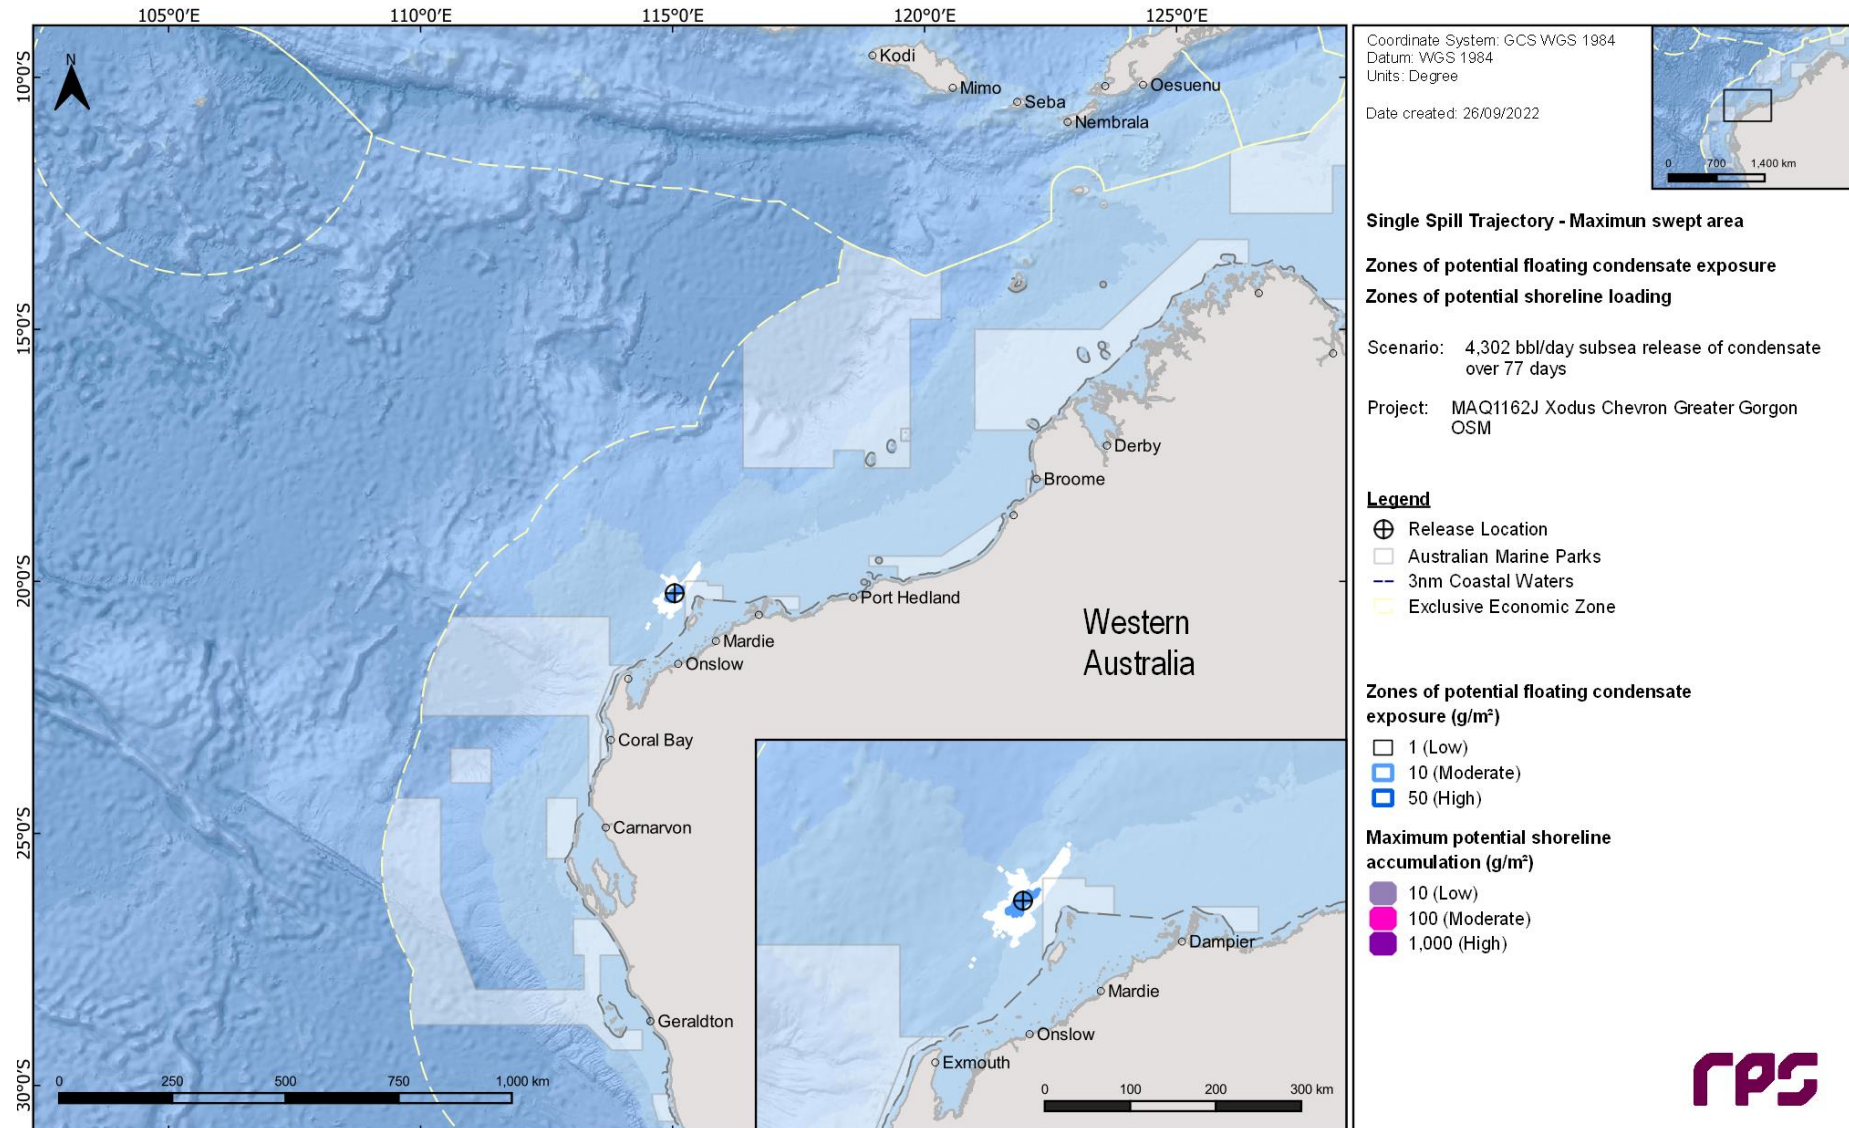 105°0'E
110°0'E
115°0'E
120°0'E
125°0'E
10°0'S
15°0'S
20°0'S
25°0'S
30°0'S
N
Kodi
Mimo
Seba
Oesuenu
Nembrala
Derby
Broome
Port Hedland
Mardie
Onslow
Coral Bay
Carnarvon
Geraldton
Western
Australia
0 250 500 750 1,000 km
Dampier
Mardie
Onslow
Exmouth
0 100 200 300 km
Coordinate System: GCS WGS 1984
Datum: WGS 1984
Units: Degree
Date created: 26/09/2022
0 700 1,400 km
Single Spill Trajectory - Maximun swept area
Zones of potential floating condensate exposure
Zones of potential shoreline loading
Scenario: 4,302 bbl/day subsea release of condensate
over 77 days
Project: MAQ1162J Xodus Chevron Greater Gorgon
OSM
Legend
Release Location
Australian Marine Parks
3nm Coastal Waters
Exclusive Economic Zone
Zones of potential floating condensate
exposure (g/m²)
1 (Low)
10 (Moderate)
50 (High)
Maximum potential shoreline
accumulation (g/m²)
10 (Low)
100 (Moderate)
1,000 (High)
rps